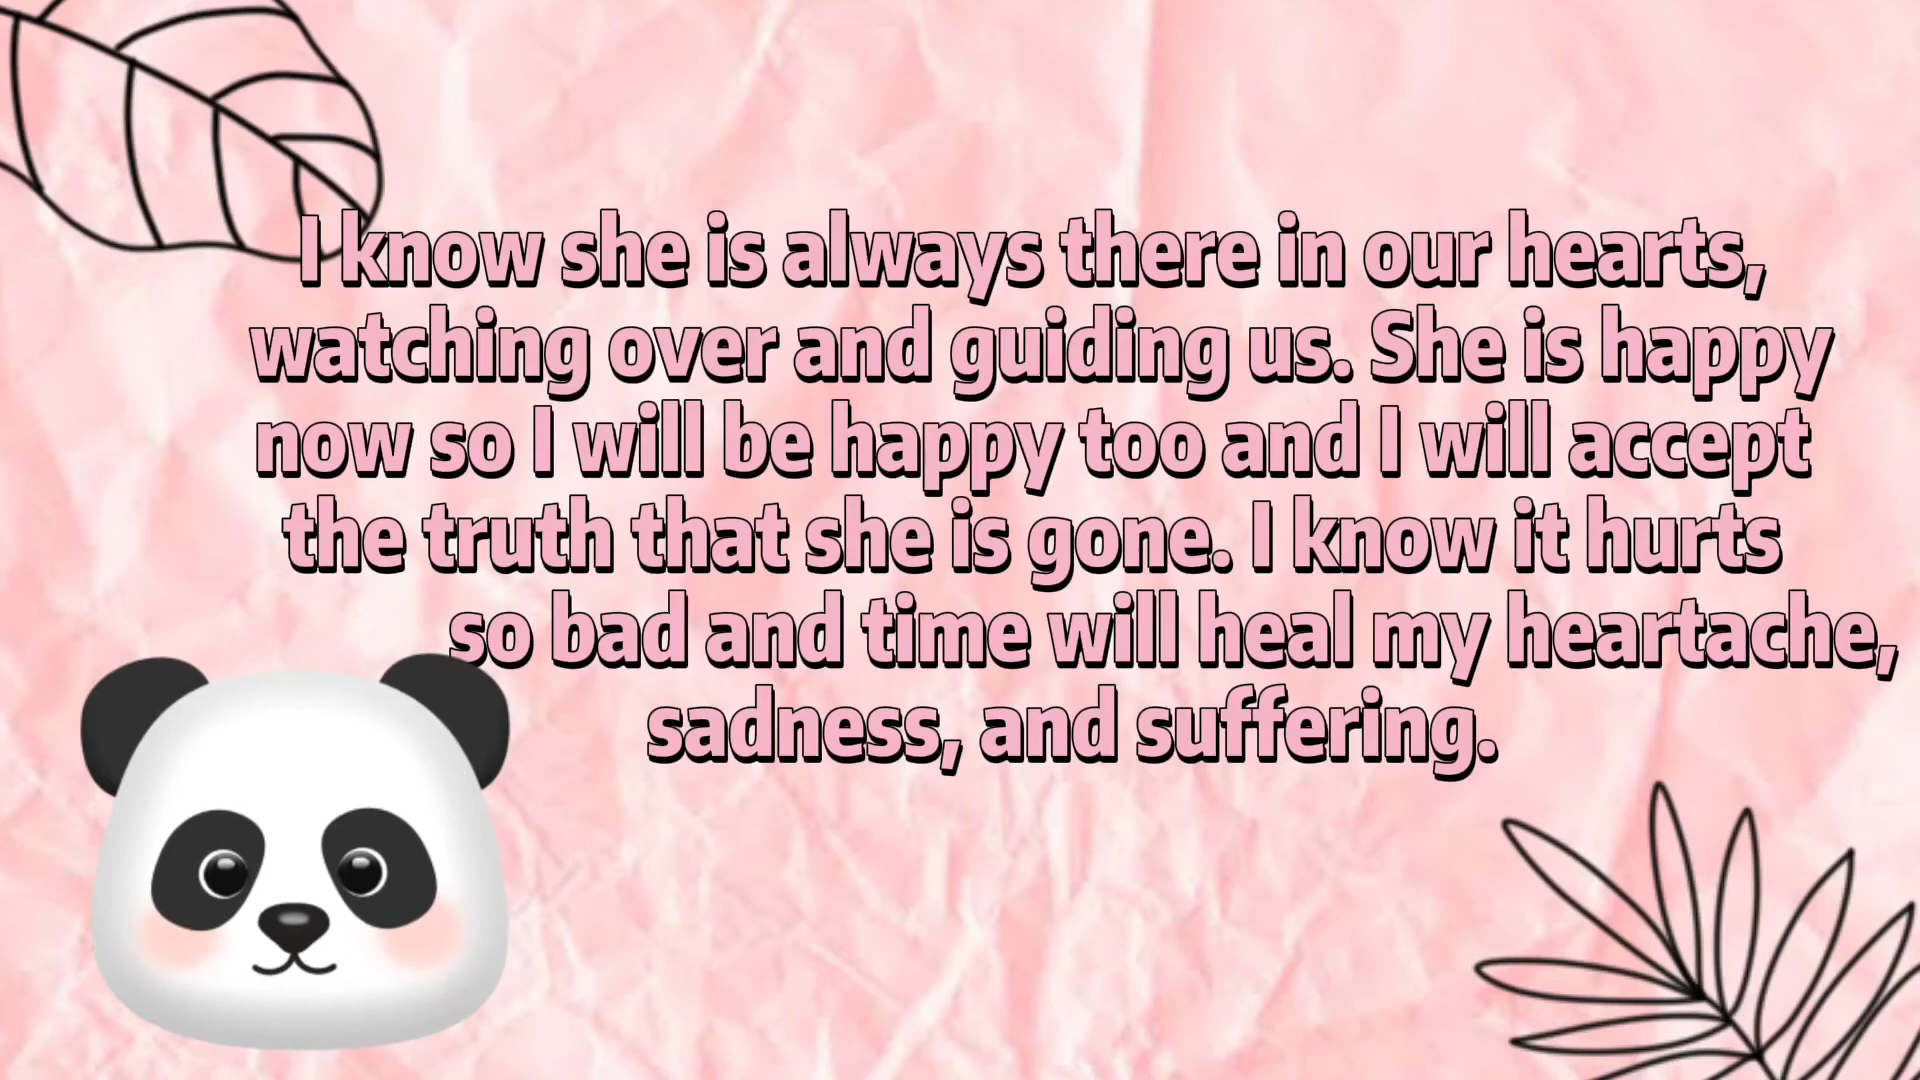 I know she is always there in our hearts,
watching over and guiding us. She is happy
now so I will be happy too and I will accept
the truth that she is gone. I know it hurts
so bad and time will heal my heartache,
sadness, and suffering.